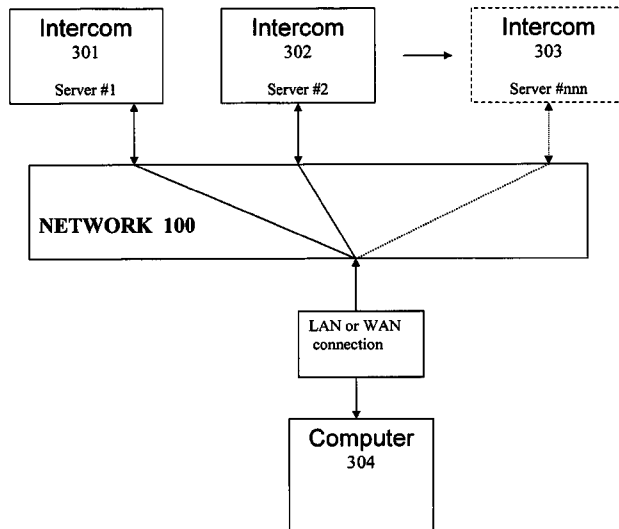 Intercom
301
Server #1
Intercom
302
Server #2
Intercom
303
Server #nnn
NETWORK 100
LAN or WAN
connection
Computer
304